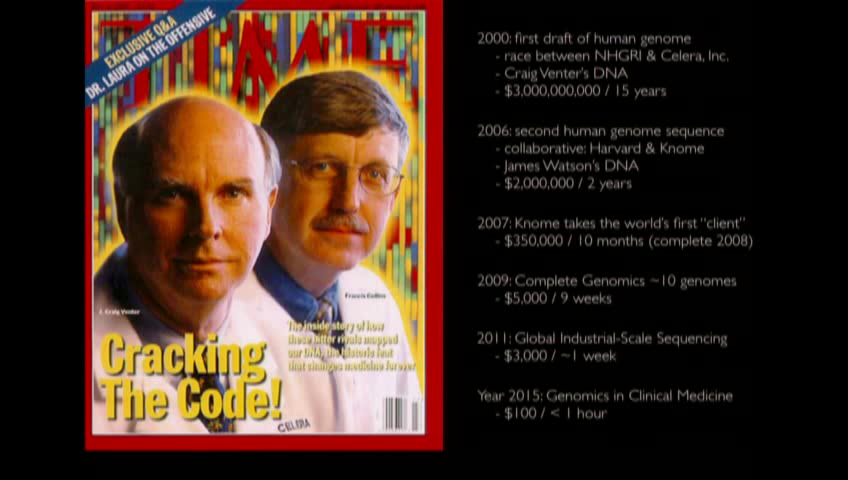 EXCLUSIVE Q&A
DR. LAURA ON THE OFFENSIVE
TIME
J. Craig Venter
Francis Collins
The inside story of how
these bitter rivals mapped
our DNA, the historic feat
that changes medicine forever
Cracking
The Code!
CELERA
2000: first draft of human genome
- race between NHGRI & Celera, Inc.
- Craig Venter's DNA
- $3,000,000,000 / 15 years
2006: second human genome sequence
- collaborative: Harvard & Knome
- James Watson's DNA
- $2,000,000 / 2 years
2007: Knome takes the world's first "client"
- $350,000 / 10 months (complete 2008)
2009: Complete Genomics ~10 genomes
- $5,000 / 9 weeks
2011: Global Industrial-Scale Sequencing
- $3,000 / ~1 week
Year 2015: Genomics in Clinical Medicine
- $100 / < 1 hour